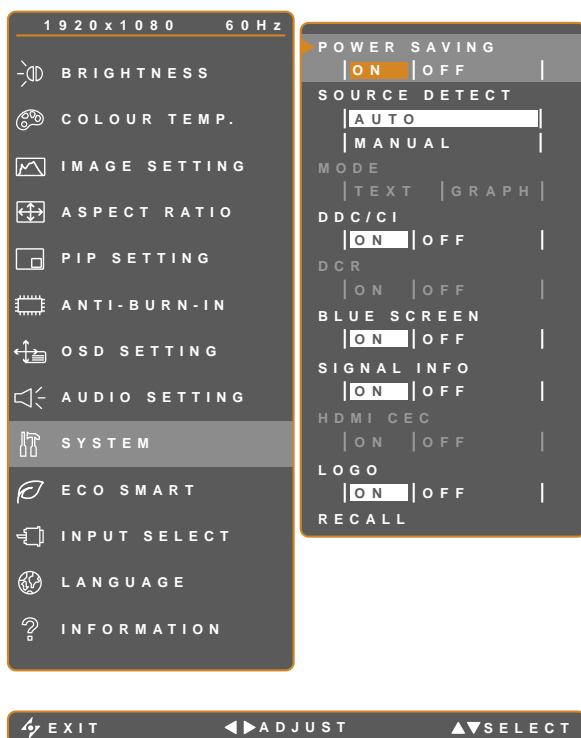 1920x1080 60Hz
BRIGHTNESS
COLOUR TEMP.
IMAGE SETTING
ASPECT RATIO
PIP SETTING
ANTI-BURN-IN
OSD SETTING
AUDIO SETTING
SYSTEM
ECO SMART
INPUT SELECT
LANGUAGE
INFORMATION
POWER SAVING
ON OFF
SOURCE DETECT
AUTO
MANUAL
MODE
TEXT GRAPH
DDC/CI
ON OFF
DCR
ON OFF
BLUE SCREEN
ON OFF
SIGNAL INFO
ON OFF
HDMI CEC
ON OFF
LOGO
ON OFF
RECALL
EXIT ADJUST SELECT